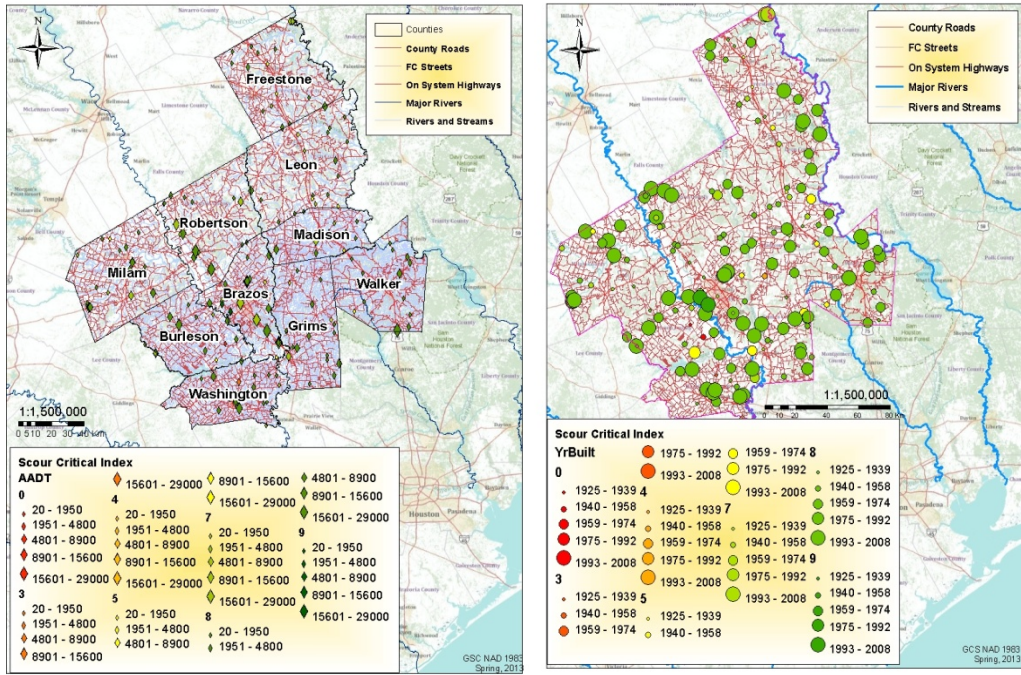 N
Counties
County Roads
FC Streets
On System Highways
Major Rivers
Rivers and Streams
Freestone
Leon
Robertson
Madison
Milam
Brazos
Walker
Grims
Burleson
Washington
Houston
Pasadena
1:1,500,000
0 5 10 20 30 40 Km
Scour Critical Index
AADT
0
20 - 1950
1951 - 4800
4801 - 8900
8901 - 15600
15601 - 29000
3
20 - 1950
1951 - 4800
4801 - 8900
8901 - 15600
15601 - 29000
4
20 - 1950
1951 - 4800
4801 - 8900
8901 - 15600
15601 - 29000
5
20 - 1950
1951 - 4800
4801 - 8900
8901 - 15600
15601 - 29000
7
20 - 1950
1951 - 4800
4801 - 8900
8901 - 15600
15601 - 29000
8
20 - 1950
1951 - 4800
4801 - 8900
8901 - 15600
15601 - 29000
9
20 - 1950
1951 - 4800
4801 - 8900
8901 - 15600
15601 - 29000
GSC NAD 1983
Spring, 2013
N
County Roads
FC Streets
On System Highways
Major Rivers
Rivers and Streams
1:1,500,000
0 10 20 40 60 80
Houston
Pasadena
Scour Critical Index
YrBuilt
0
1925 - 1939
1940 - 1958
1959 - 1974
1975 - 1992
1993 - 2008
3
1925 - 1939
1940 - 1958
1959 - 1974
1975 - 1992
1993 - 2008
4
1925 - 1939
1940 - 1958
1959 - 1974
1975 - 1992
1993 - 2008
5
1925 - 1939
1940 - 1958
1959 - 1974
1975 - 1992
1993 - 2008
7
1925 - 1939
1940 - 1958
1959 - 1974
1975 - 1992
1993 - 2008
8
1925 - 1939
1940 - 1958
1959 - 1974
1975 - 1992
1993 - 2008
9
1925 - 1939
1940 - 1958
1959 - 1974
1975 - 1992
1993 - 2008
GCS NAD 1983
Spring, 2013